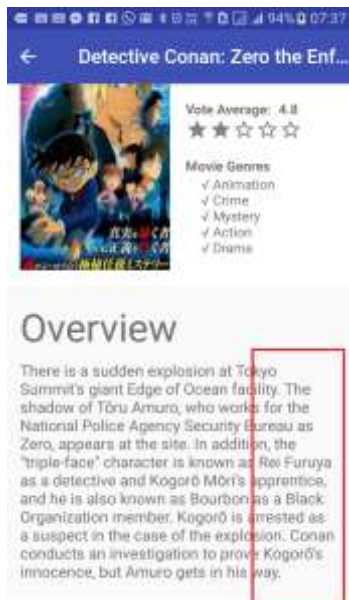 94% 07:37
Detective Conan: Zero the Enf...
Vote Average: 4.8
Movie Genres
√ Animation
√ Crime
√ Mystery
√ Action
√ Drama
Overview
There is a sudden explosion at Tokyo
Summit's giant Edge of Ocean facility. The
shadow of Tōru Amuro, who works for the
National Police Agency Security Bureau as
Zero, appears at the site. In addition, the
"triple-face" character is known as Rei Furuya
as a detective and Kogorō Mōri's apprentice,
and he is also known as Bourbon as a Black
Organization member. Kogorō is arrested as
a suspect in the case of the explosion. Conan
conducts an investigation to prove Kogorō's
innocence, but Amuro gets in his way.